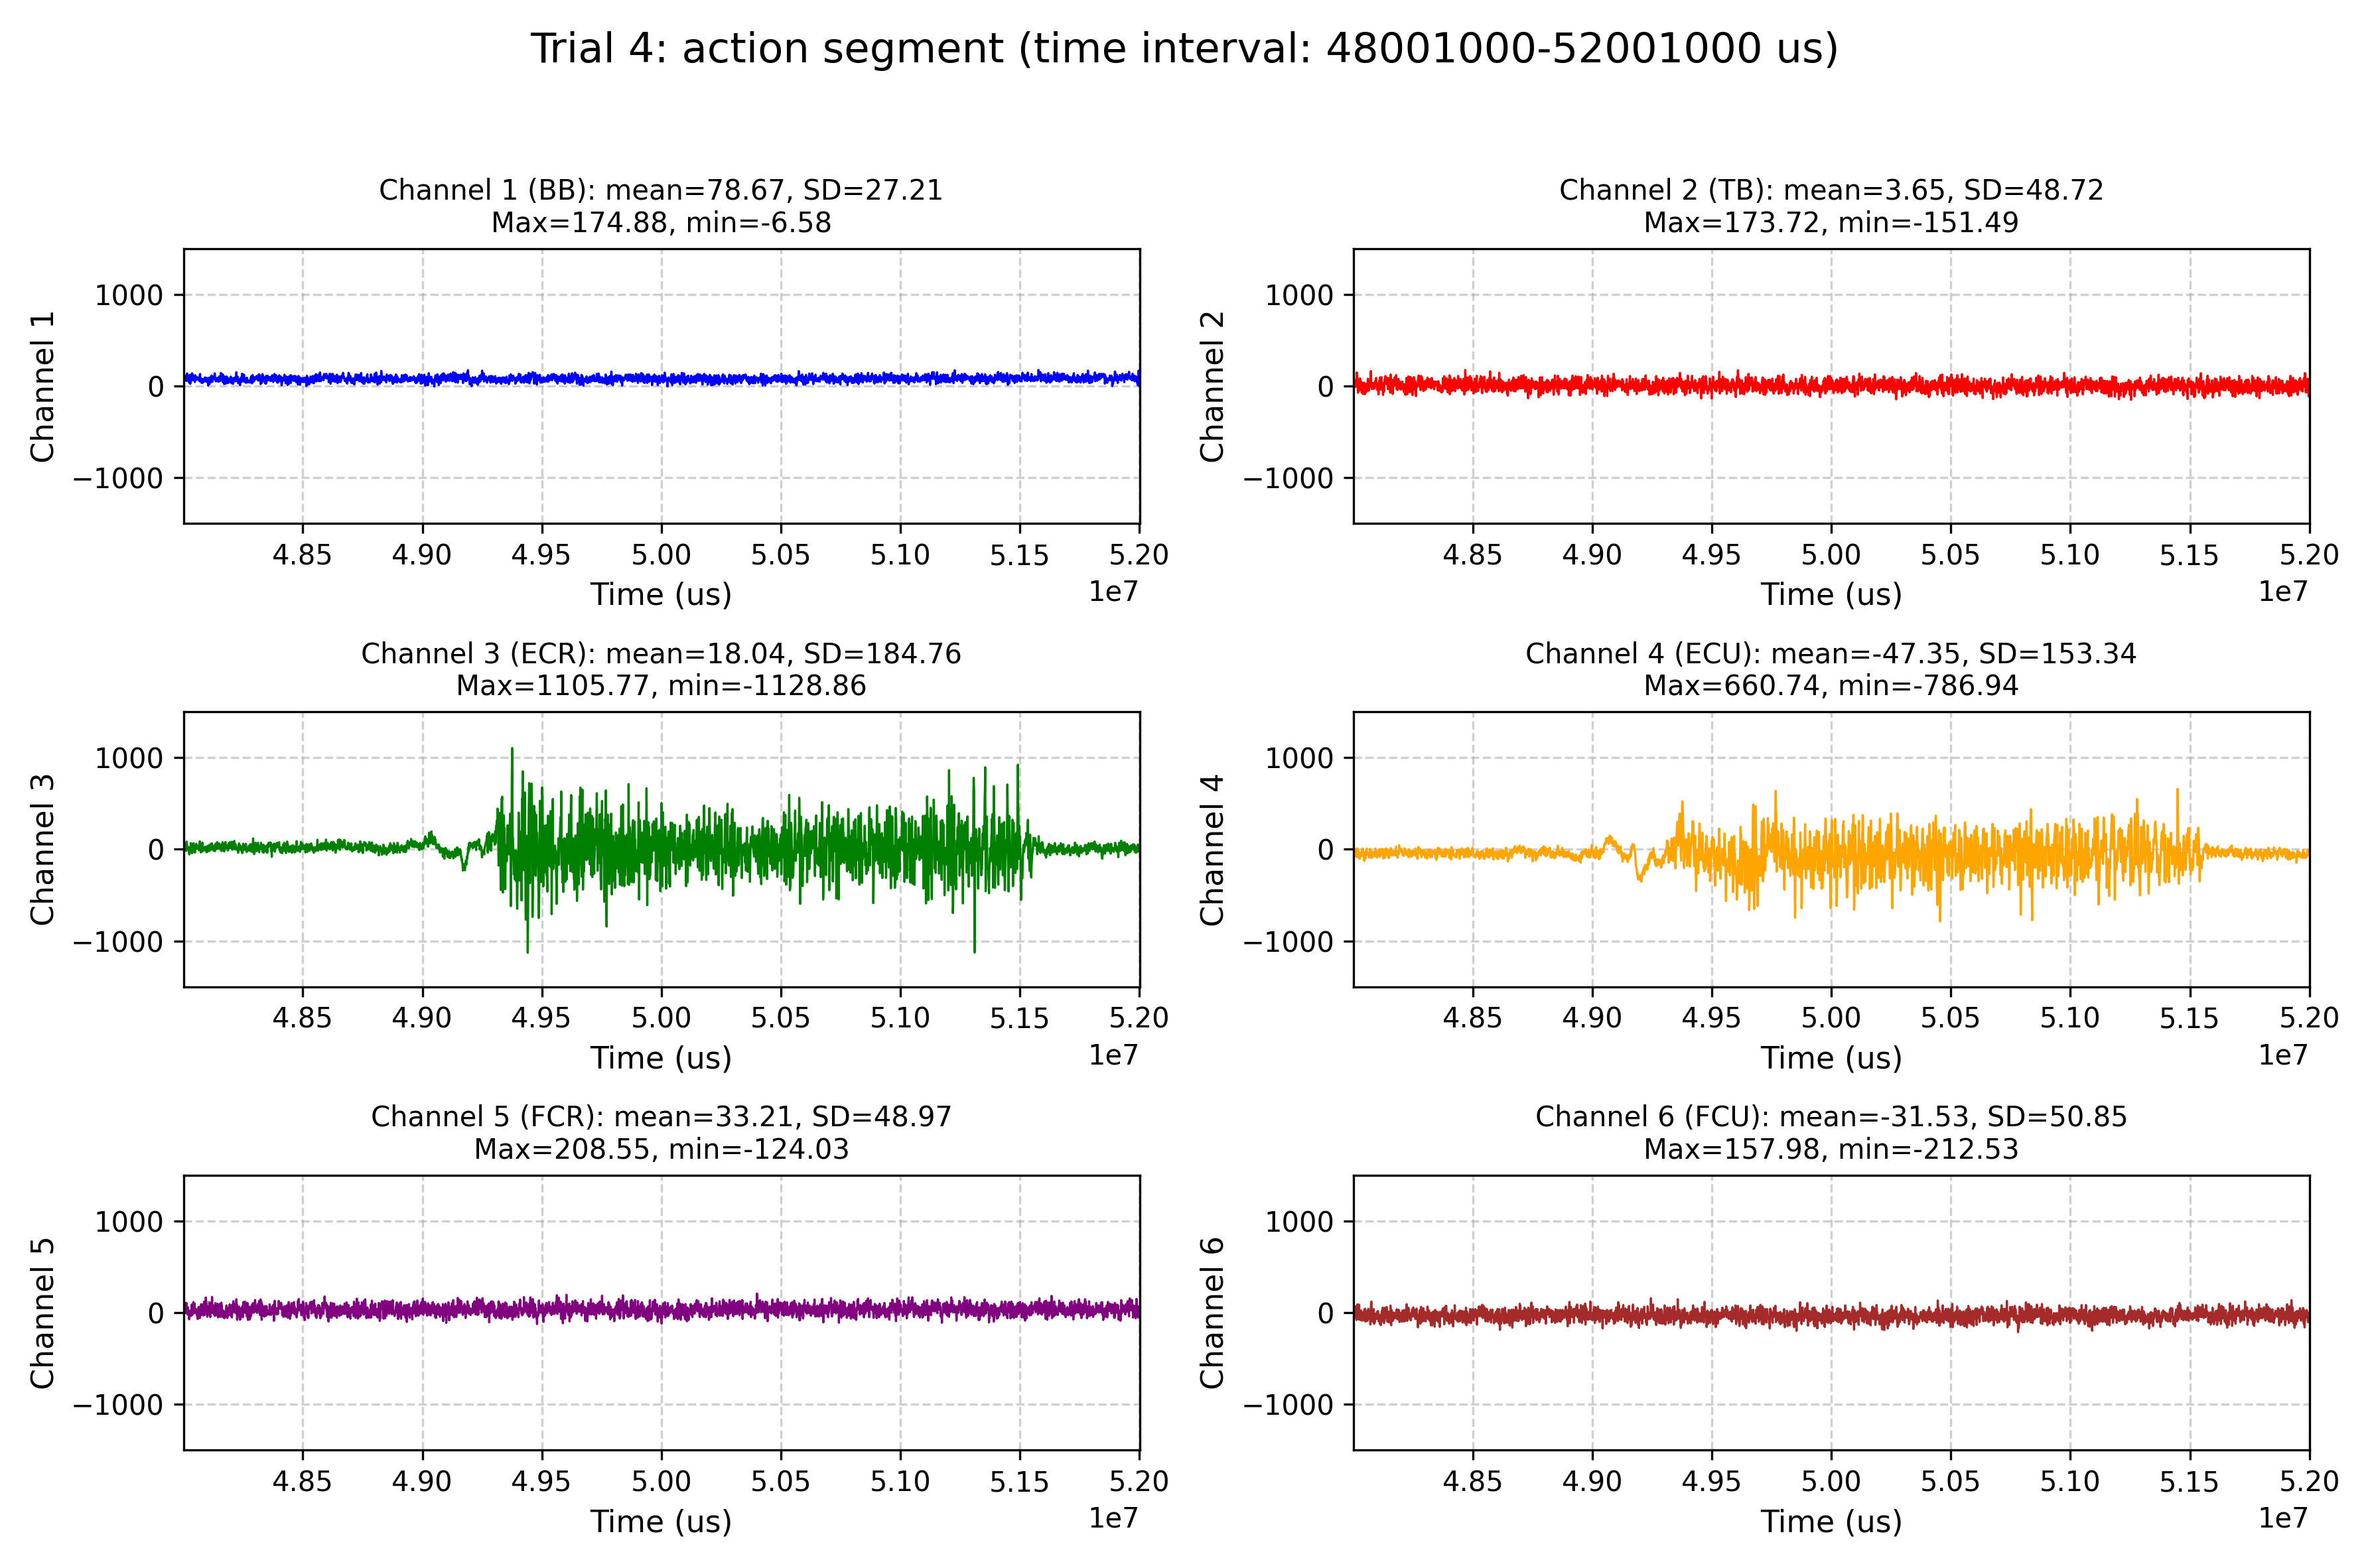 Trial 4: action segment (time interval: 48001000-52001000 us)
Channel 1 (BB): mean=78.67, SD=27.21
Max=174.88, min=-6.58
Channel 1
1000
0
−1000
4.85 4.90 4.95 5.00 5.05 5.10 5.15 5.20
Time (us)
1e7
Channel 2 (TB): mean=3.65, SD=48.72
Max=173.72, min=-151.49
Channel 2
1000
0
−1000
4.85 4.90 4.95 5.00 5.05 5.10 5.15 5.20
Time (us)
1e7
Channel 3 (ECR): mean=18.04, SD=184.76
Max=1105.77, min=-1128.86
Channel 3
1000
0
−1000
4.85 4.90 4.95 5.00 5.05 5.10 5.15 5.20
Time (us)
1e7
Channel 4 (ECU): mean=-47.35, SD=153.34
Max=660.74, min=-786.94
Channel 4
1000
0
−1000
4.85 4.90 4.95 5.00 5.05 5.10 5.15 5.20
Time (us)
1e7
Channel 5 (FCR): mean=33.21, SD=48.97
Max=208.55, min=-124.03
Channel 5
1000
0
−1000
4.85 4.90 4.95 5.00 5.05 5.10 5.15 5.20
Time (us)
1e7
Channel 6 (FCU): mean=-31.53, SD=50.85
Max=157.98, min=-212.53
Channel 6
1000
0
−1000
4.85 4.90 4.95 5.00 5.05 5.10 5.15 5.20
Time (us)
1e7